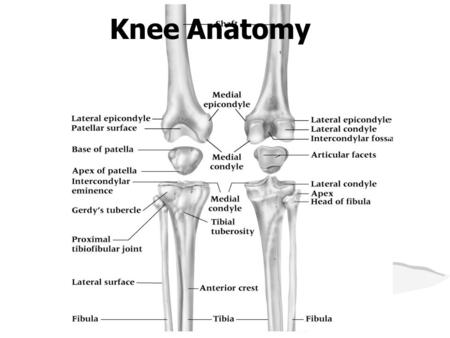 Knee Anatomy
Shaft
Medial
epicondyle
Lateral epicondyle
Patellar surface
Lateral epicondyle
Lateral condyle
Intercondylar fossa
Base of patella
Medial
condyle
Articular facets
Apex of patella
Intercondylar
eminence
Gerdy's tubercle
Medial
condyle
Lateral condyle
Apex
Head of fibula
Tibial
tuberosity
Proximal
tibiofibular joint
Lateral surface
Anterior crest
Fibula
Tibia
Fibula